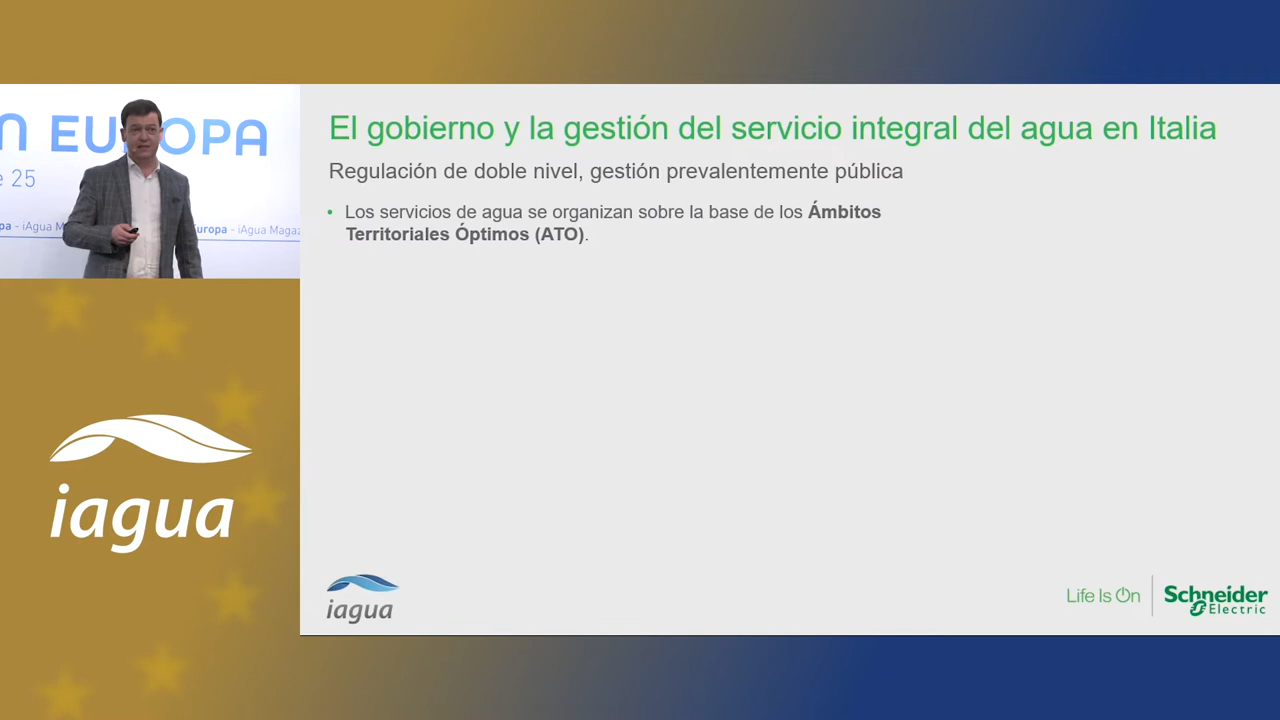 N EUROPA
e 25
pa - iAgua M
uropa - iAgua Magaz
iagua
El gobierno y la gestión del servicio integral del agua en Italia
Regulación de doble nivel, gestión prevalentemente pública
• Los servicios de agua se organizan sobre la base de los Ámbitos
Territoriales Óptimos (ATO).
iagua
Life Is On
Schneider
Electric